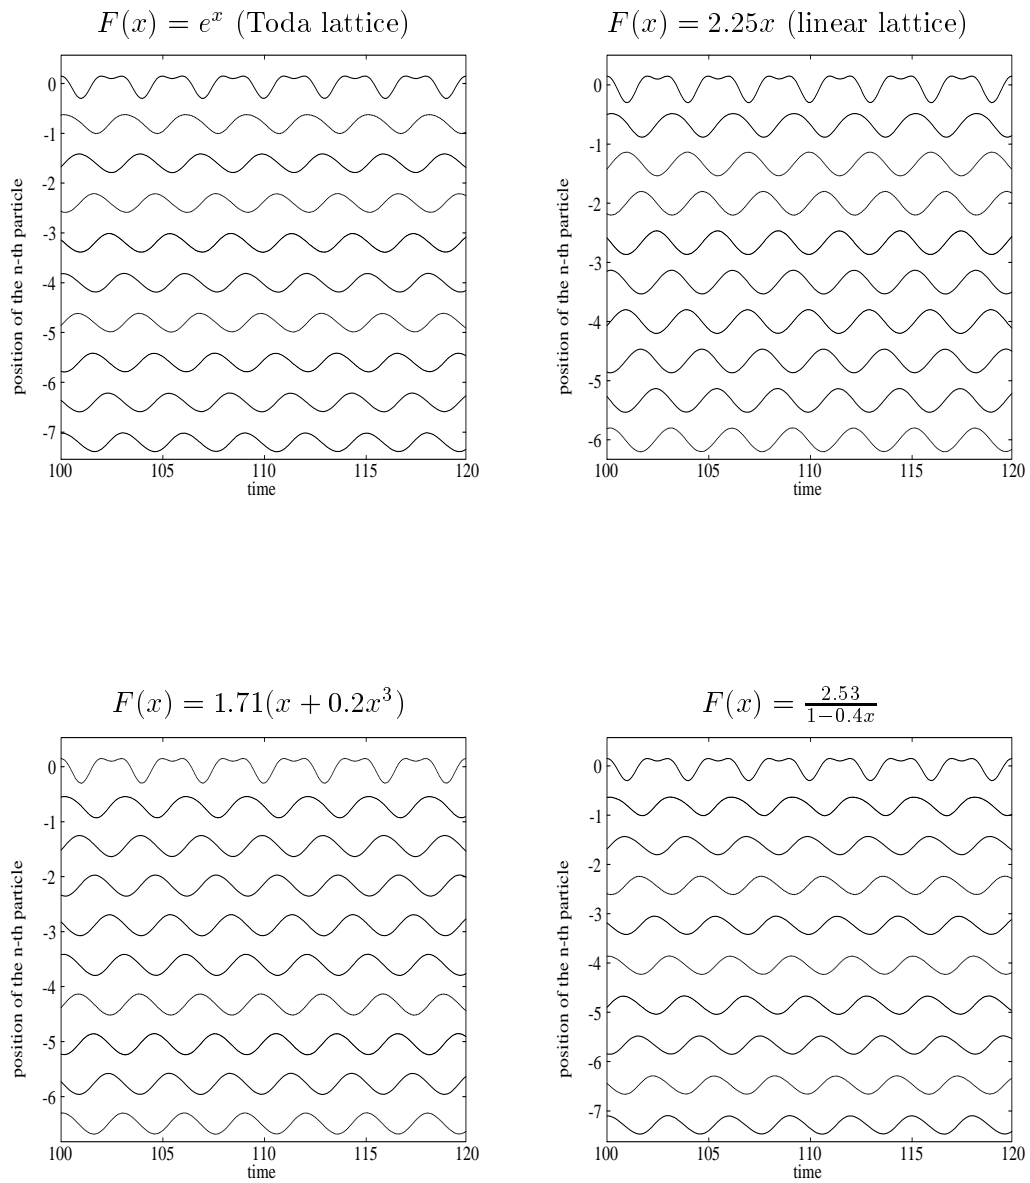 F(x) = e^x (Toda lattice)
0
-1
-2
-3
-4
-5
-6
-7
position of the n-th particle
100 105 110 115 120
time
F(x) = 2.25x (linear lattice)
0
-1
-2
-3
-4
-5
-6
position of the n-th particle
100 105 110 115 120
time
F(x) = 1.71(x + 0.2x^3)
0
-1
-2
-3
-4
-5
-6
position of the n-th particle
100 105 110 115 120
time
F(x) = \frac{2.53}{1-0.4x}
0
-1
-2
-3
-4
-5
-6
-7
position of the n-th particle
100 105 110 115 120
time